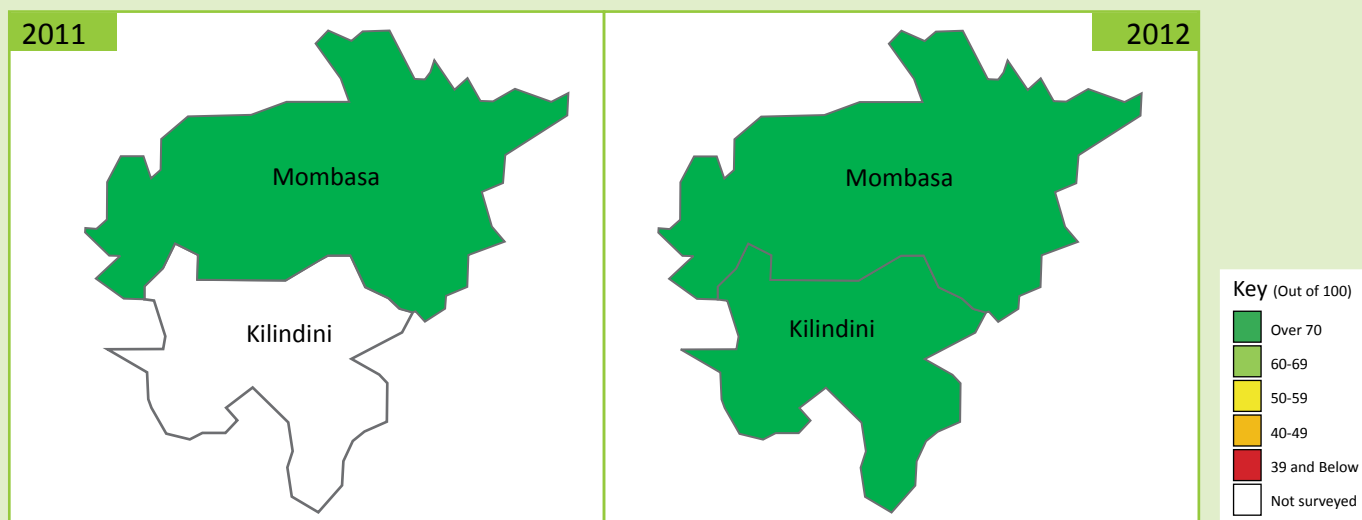 2011
Mombasa
Kilindini
2012
Mombasa
Kilindini
Key (Out of 100)
Over 70
60-69
50-59
40-49
39 and Below
Not surveyed